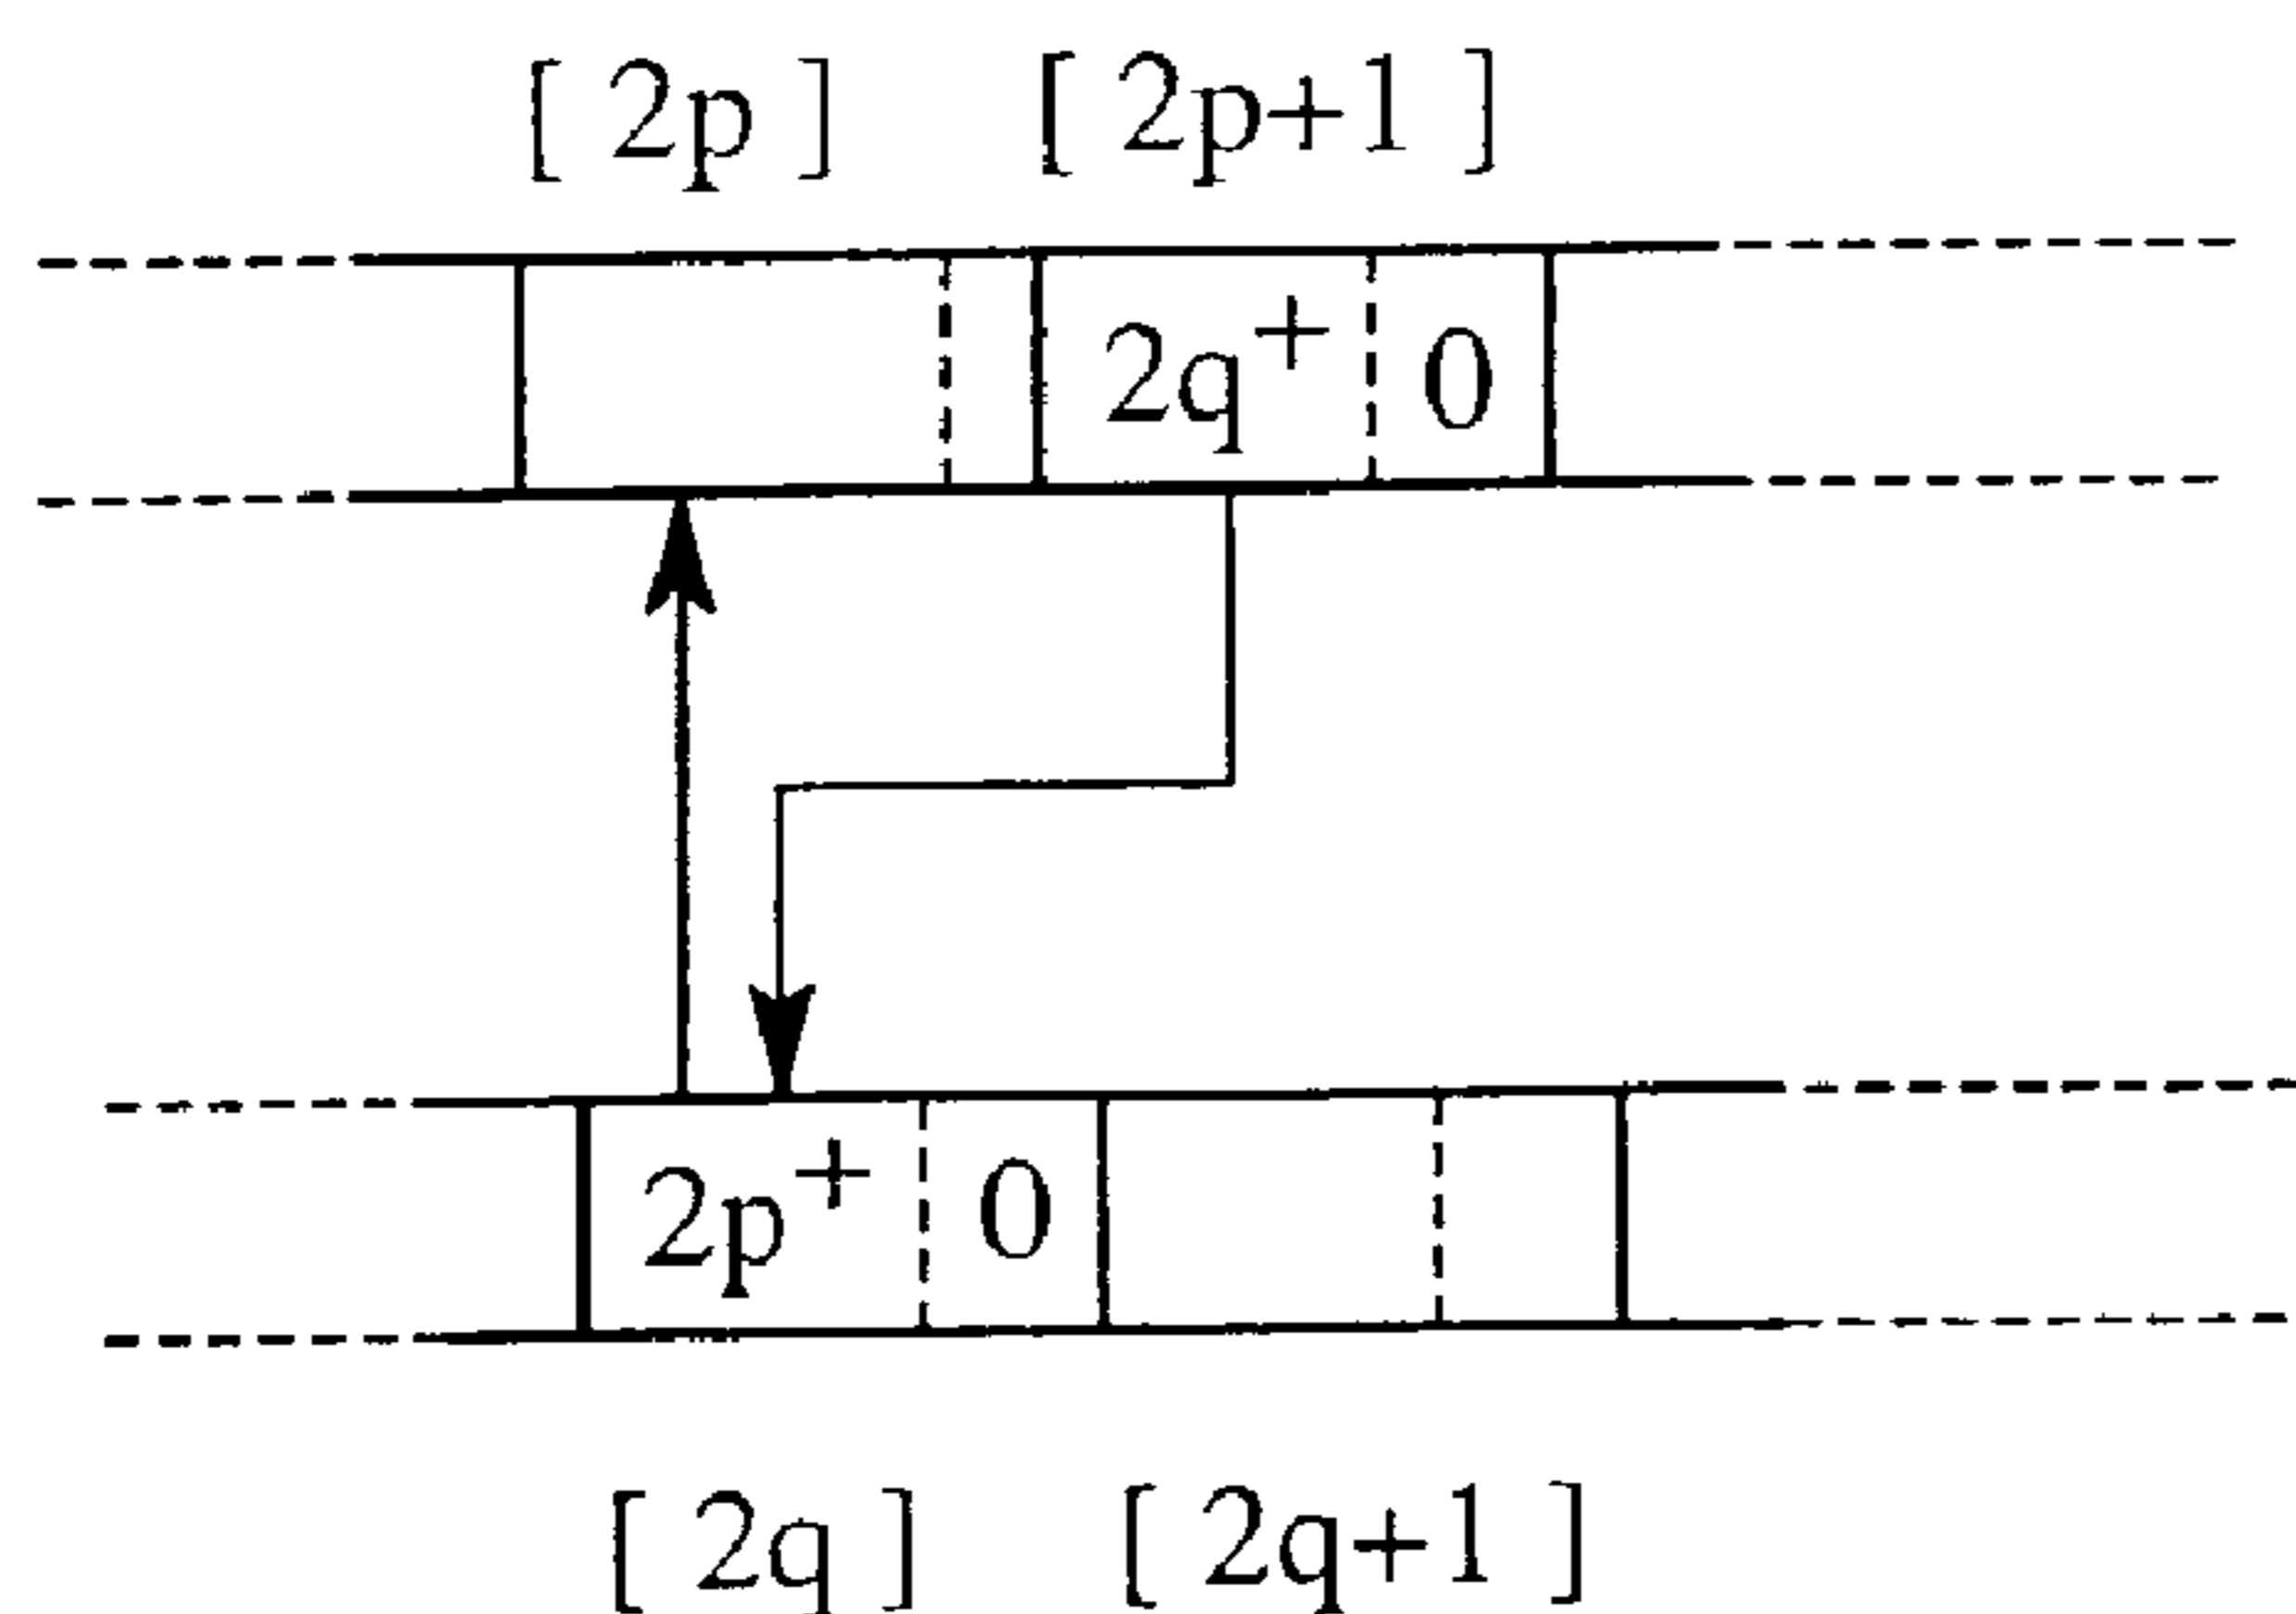 [ 2p ] [ 2p+1 ]
2q⁺ 0
2p⁺ 0
[ 2q ] [ 2q+1 ]